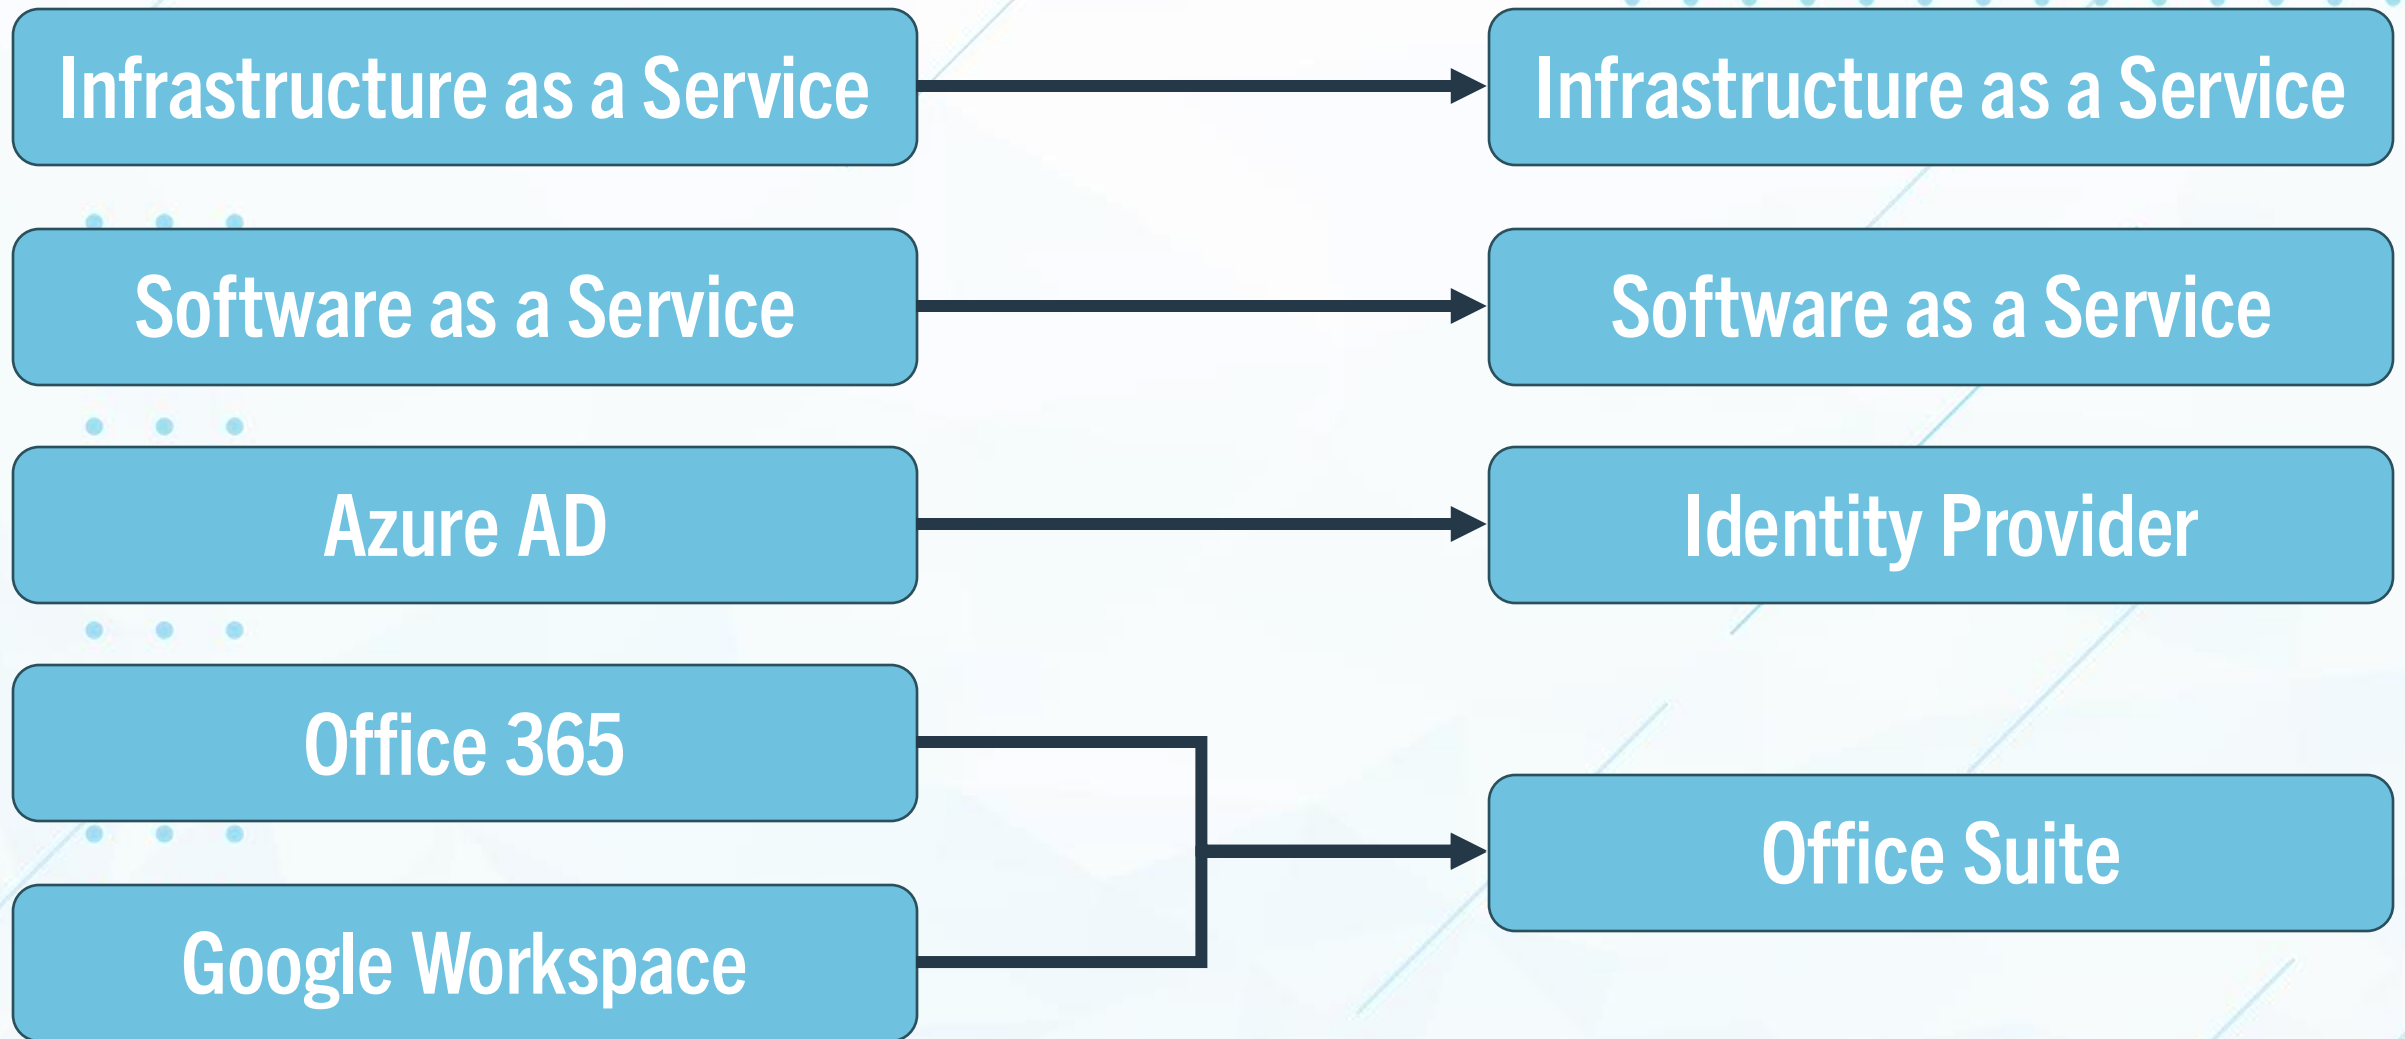 Infrastructure as a Service
Infrastructure as a Service
Software as a Service
Software as a Service
Azure AD
Identity Provider
Office 365
Office Suite
Google Workspace